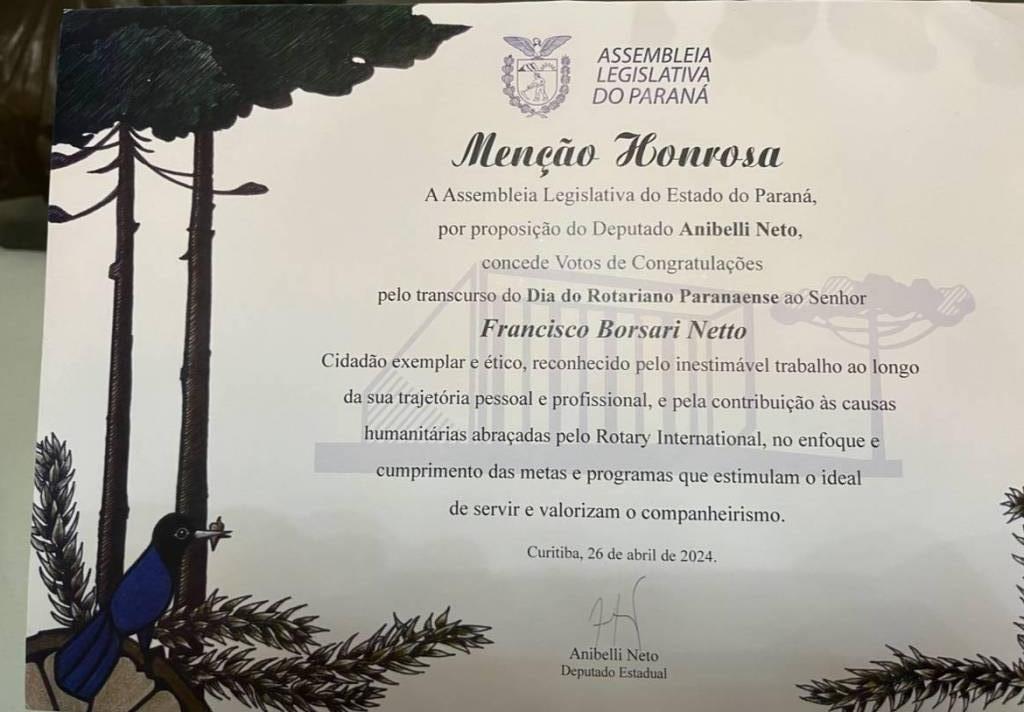 ASSEMBLEIA
LEGISLATIVA
DO PARANÁ
Menção Honrosa
A Assembleia Legislativa do Estado do Paraná,
por proposição do Deputado Anibelli Neto,
concede Votos de Congratulações
pelo transcurso do Dia do Rotariano Paranaense ao Senhor
Francisco Borsari Netto
Cidadão exemplar e ético, reconhecido pelo inestimável trabalho ao longo
da sua trajetória pessoal e profissional, e pela contribuição às causas
humanitárias abraçadas pelo Rotary International, no enfoque e
cumprimento das metas e programas que estimulam o ideal
de servir e valorizam o companheirismo.
Curitiba, 26 de abril de 2024.
Anibelli Neto
Deputado Estadual